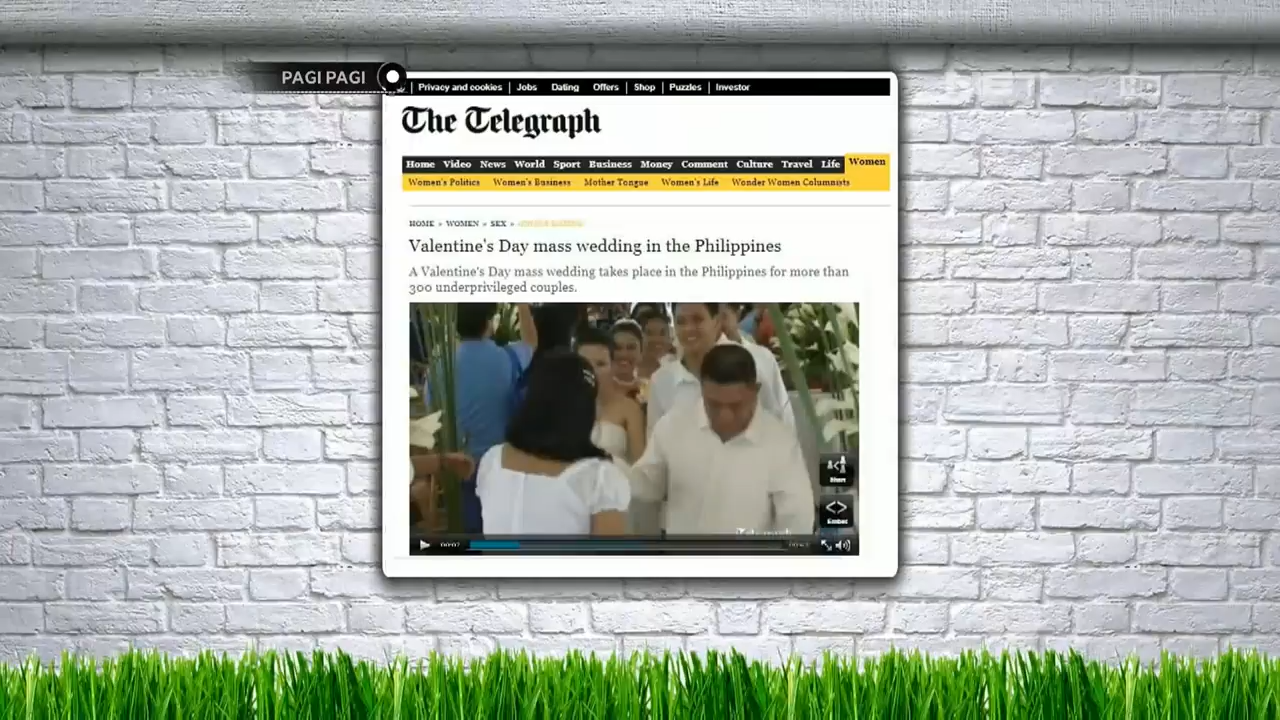 PAGI PAGI
Privacy and cookies Jobs Dating Offers Shop Puzzles Investor
The Telegraph
Home Video News World Sport Business Money Comment Culture Travel Life Women
Women's Politics Women's Business Mother Tongue Women's Life Wonder Women Columnists
HOME » WOMEN » SEX »
Valentine's Day mass wedding in the Philippines
A Valentine's Day mass wedding takes place in the Philippines for more than
300 underprivileged couples.
Share
Embed
Telegraph